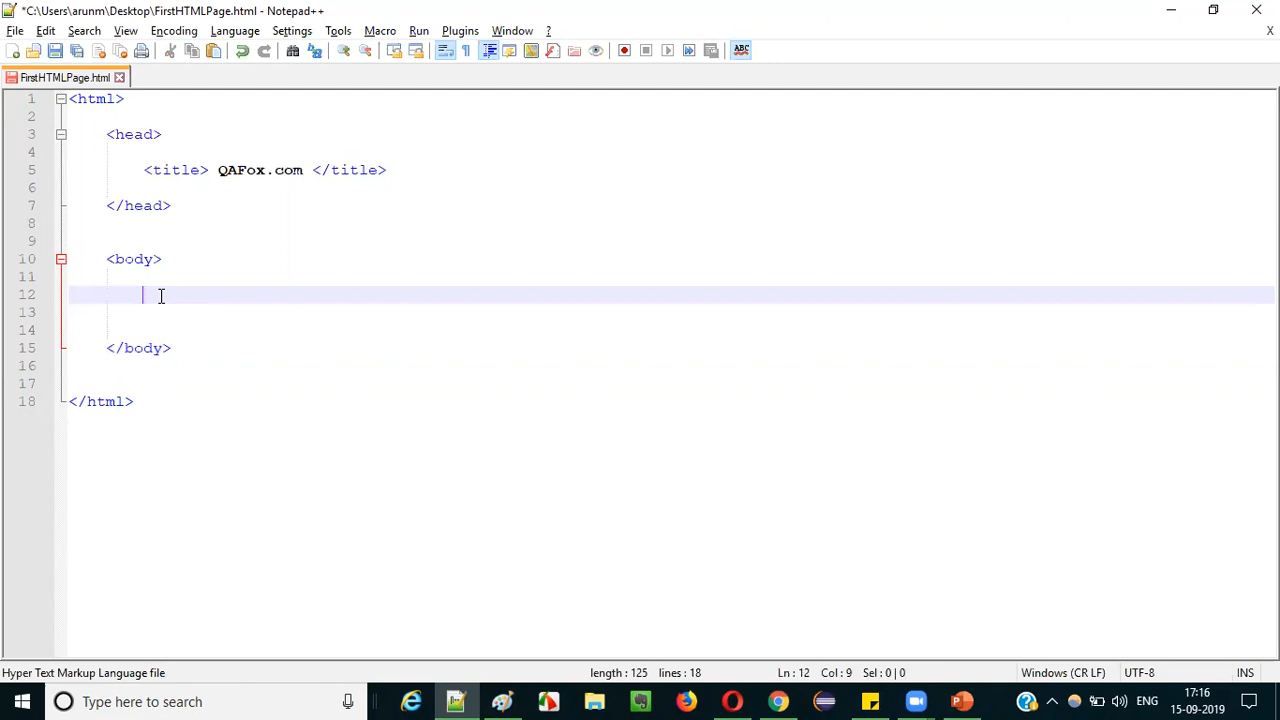 *C:\Users\arunm\Desktop\FirstHTMLPage.html - Notepad++
File Edit Search View Encoding Language Settings Tools Macro Run Plugins Window ? X
ABC
FirstHTMLPage.html
1 <html>
2
3 <head>
4
5 <title> QAFox.com </title>
6
7 </head>
8
9
10 <body>
11
12
13
14
15 </body>
16
17
18 </html>
Hyper Text Markup Language file length : 125 lines : 18 Ln : 12 Col : 9 Sel : 0 | 0 Windows (CR LF) UTF-8 INS
Type here to search ENG 17:16
15-09-2019